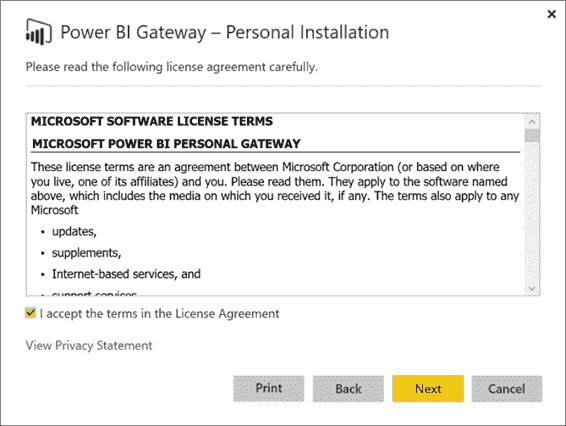 Power BI Gateway – Personal Installation
Please read the following license agreement carefully.
MICROSOFT SOFTWARE LICENSE TERMS
MICROSOFT POWER BI PERSONAL GATEWAY
These license terms are an agreement between Microsoft Corporation (or based on where
you live, one of its affiliates) and you. Please read them. They apply to the software named
above, which includes the media on which you received it, if any. The terms also apply to any
Microsoft
• updates,
• supplements,
• Internet-based services, and
• support services
I accept the terms in the License Agreement
View Privacy Statement
Print Back Next Cancel